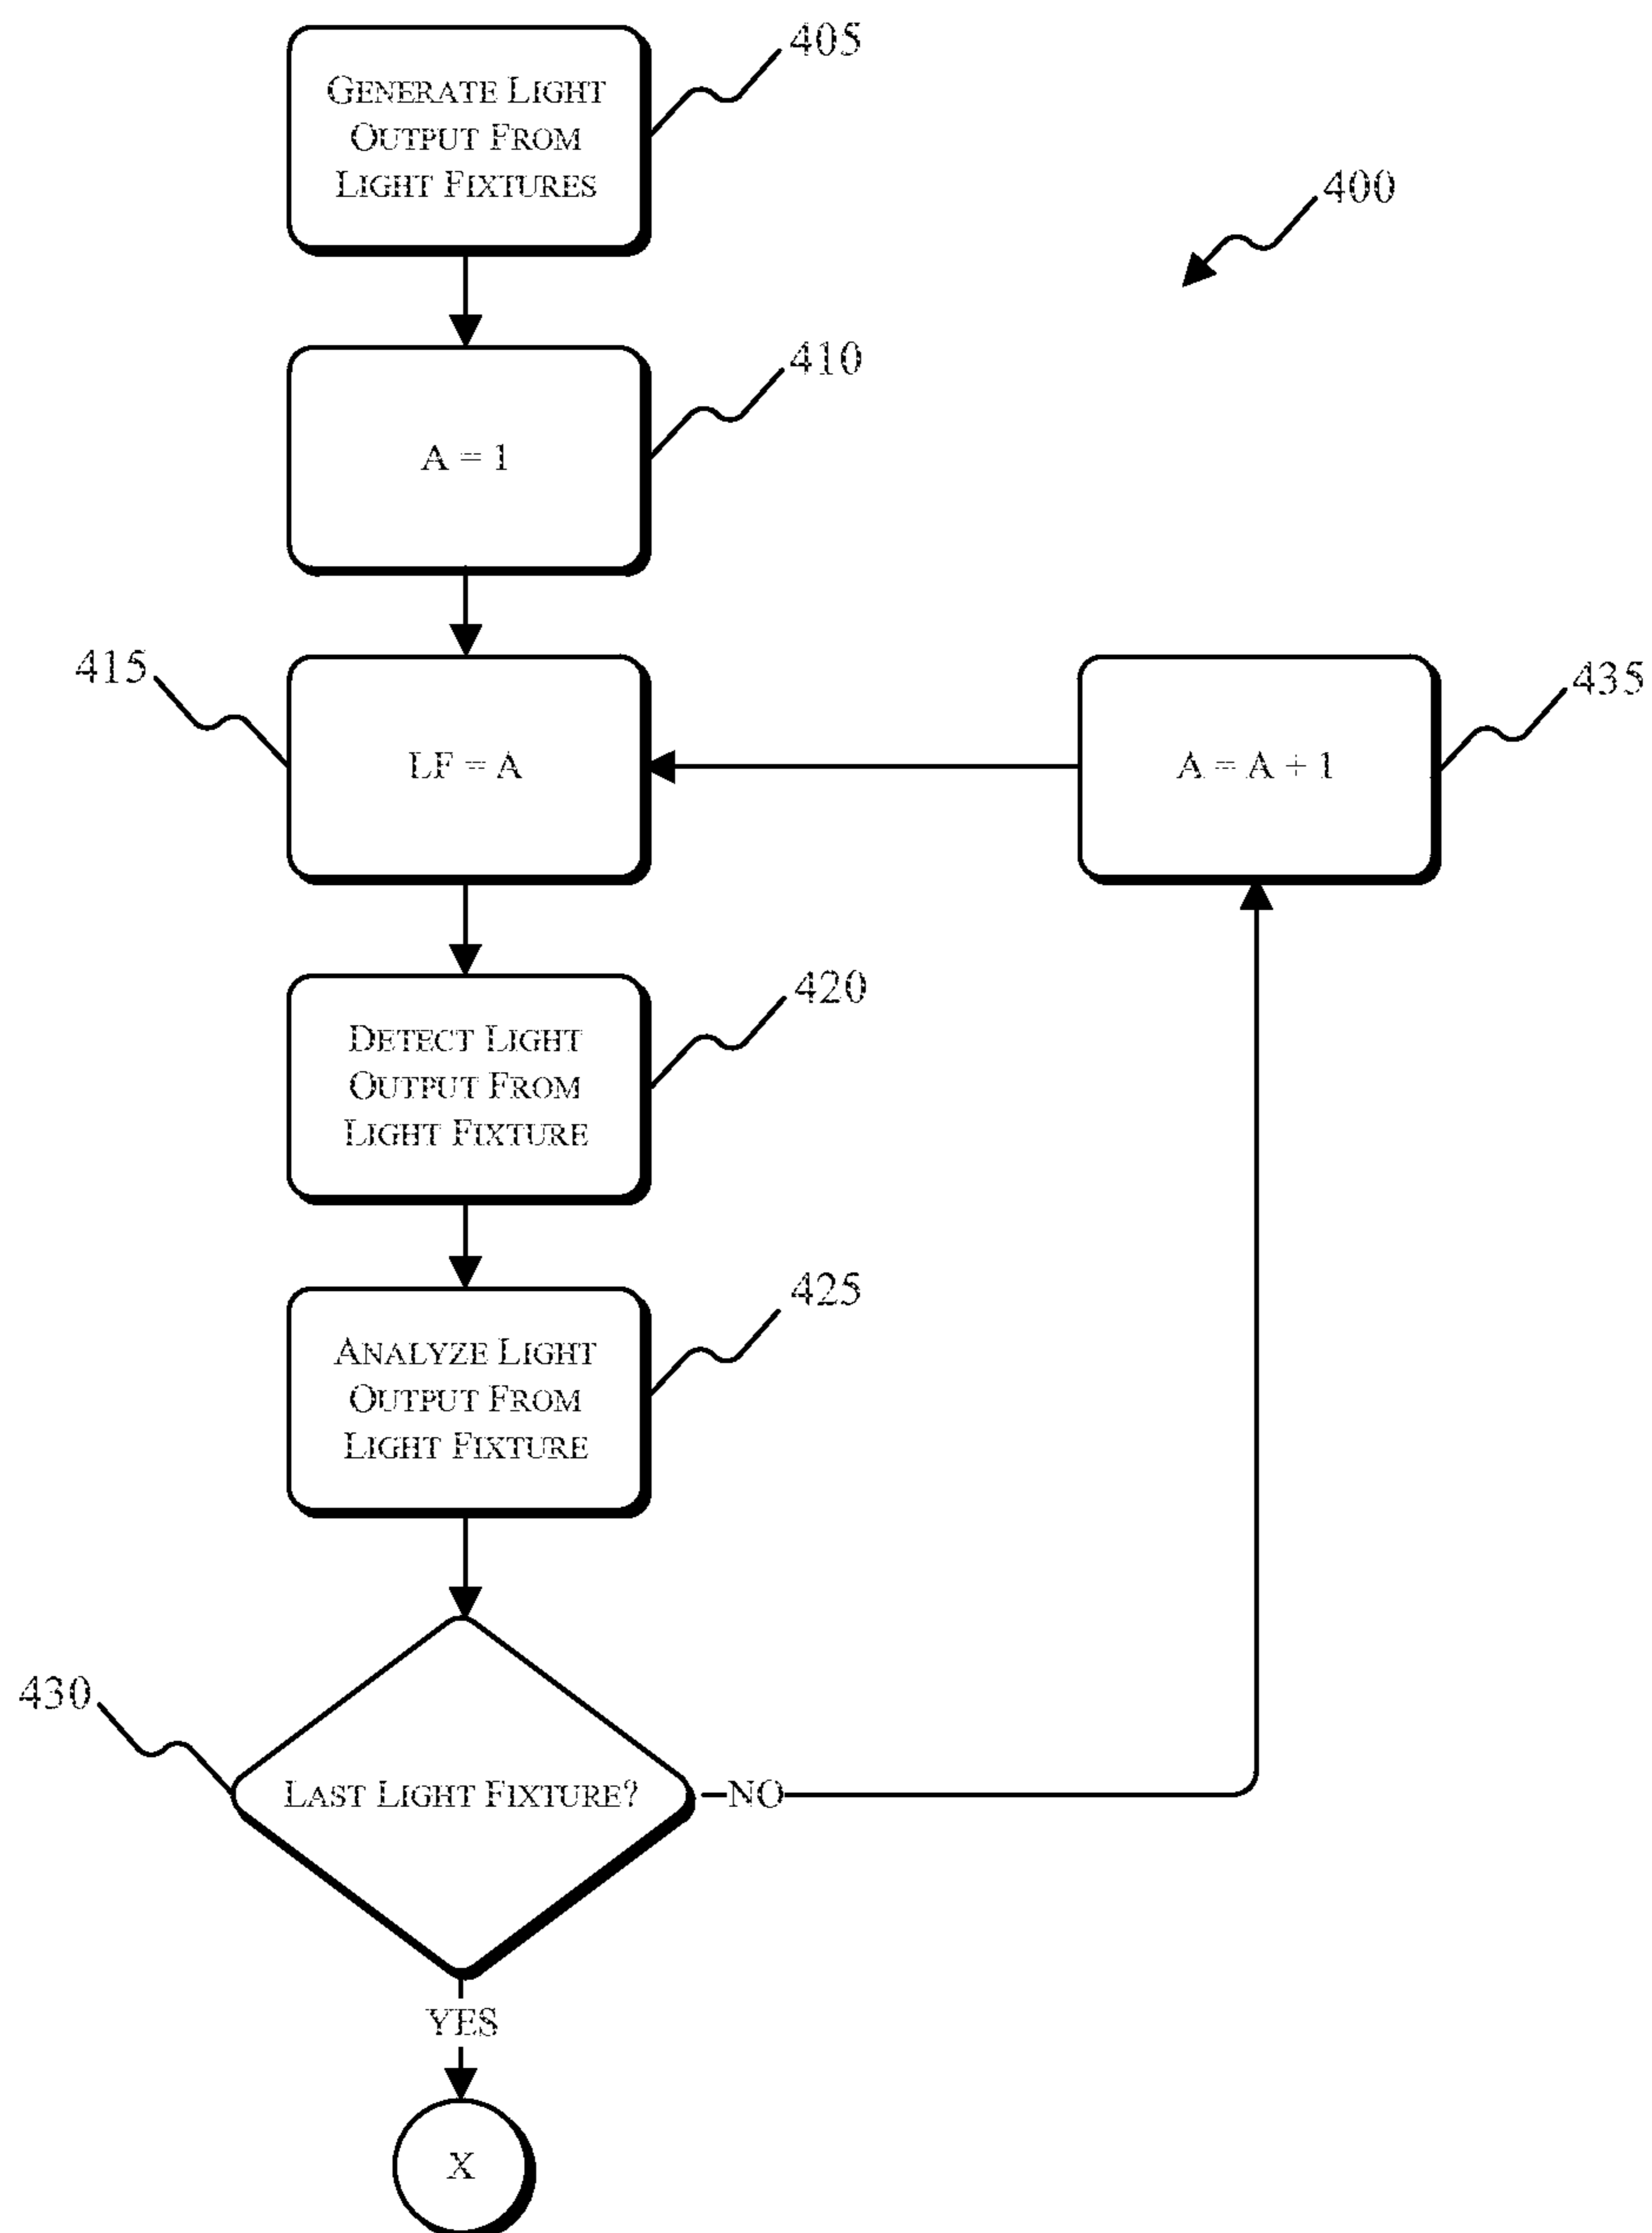 GENERATE LIGHT
OUTPUT FROM
LIGHT FIXTURES
405
400
A = 1
410
415
LF = A
A = A + 1
435
DETECT LIGHT
OUTPUT FROM
LIGHT FIXTURE
420
ANALYZE LIGHT
OUTPUT FROM
LIGHT FIXTURE
425
430
LAST LIGHT FIXTURE?
NO
YES
X